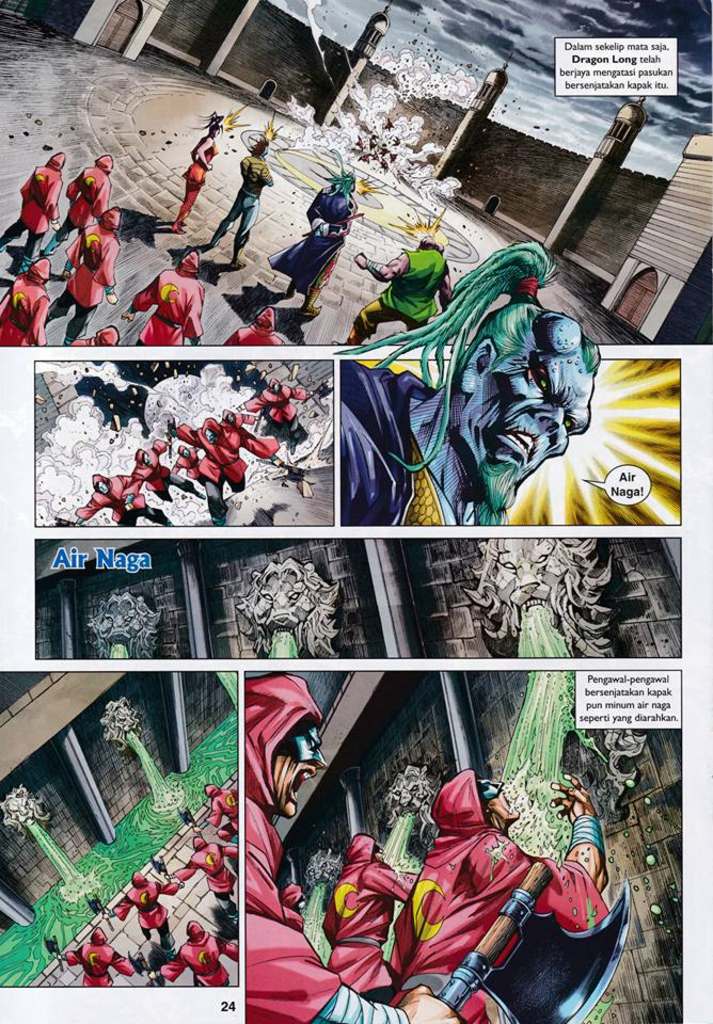 Dalam sekelip mata saja,
Dragon Long telah
berjaya mengatasi pasukan
bersenjatakan kapak itu.
Air
Naga!
Air Naga
Pengawal-pengawal
bersenjatakan kapak
pun minum air naga
seperti yang diarahkan.
24